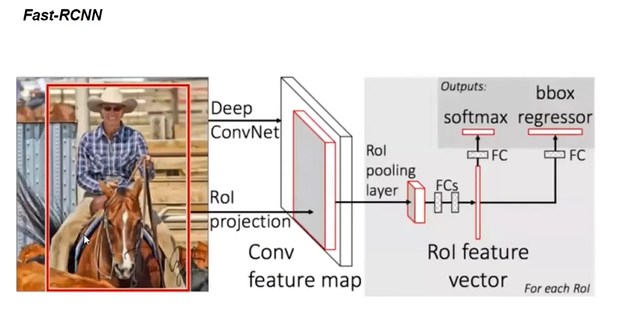 Fast-RCNN
Deep
ConvNet
RoI
projection
Conv
feature map
RoI
pooling
layer
FCs
Outputs:
softmax
bbox
regressor
FC
FC
RoI feature
vector
For each RoI